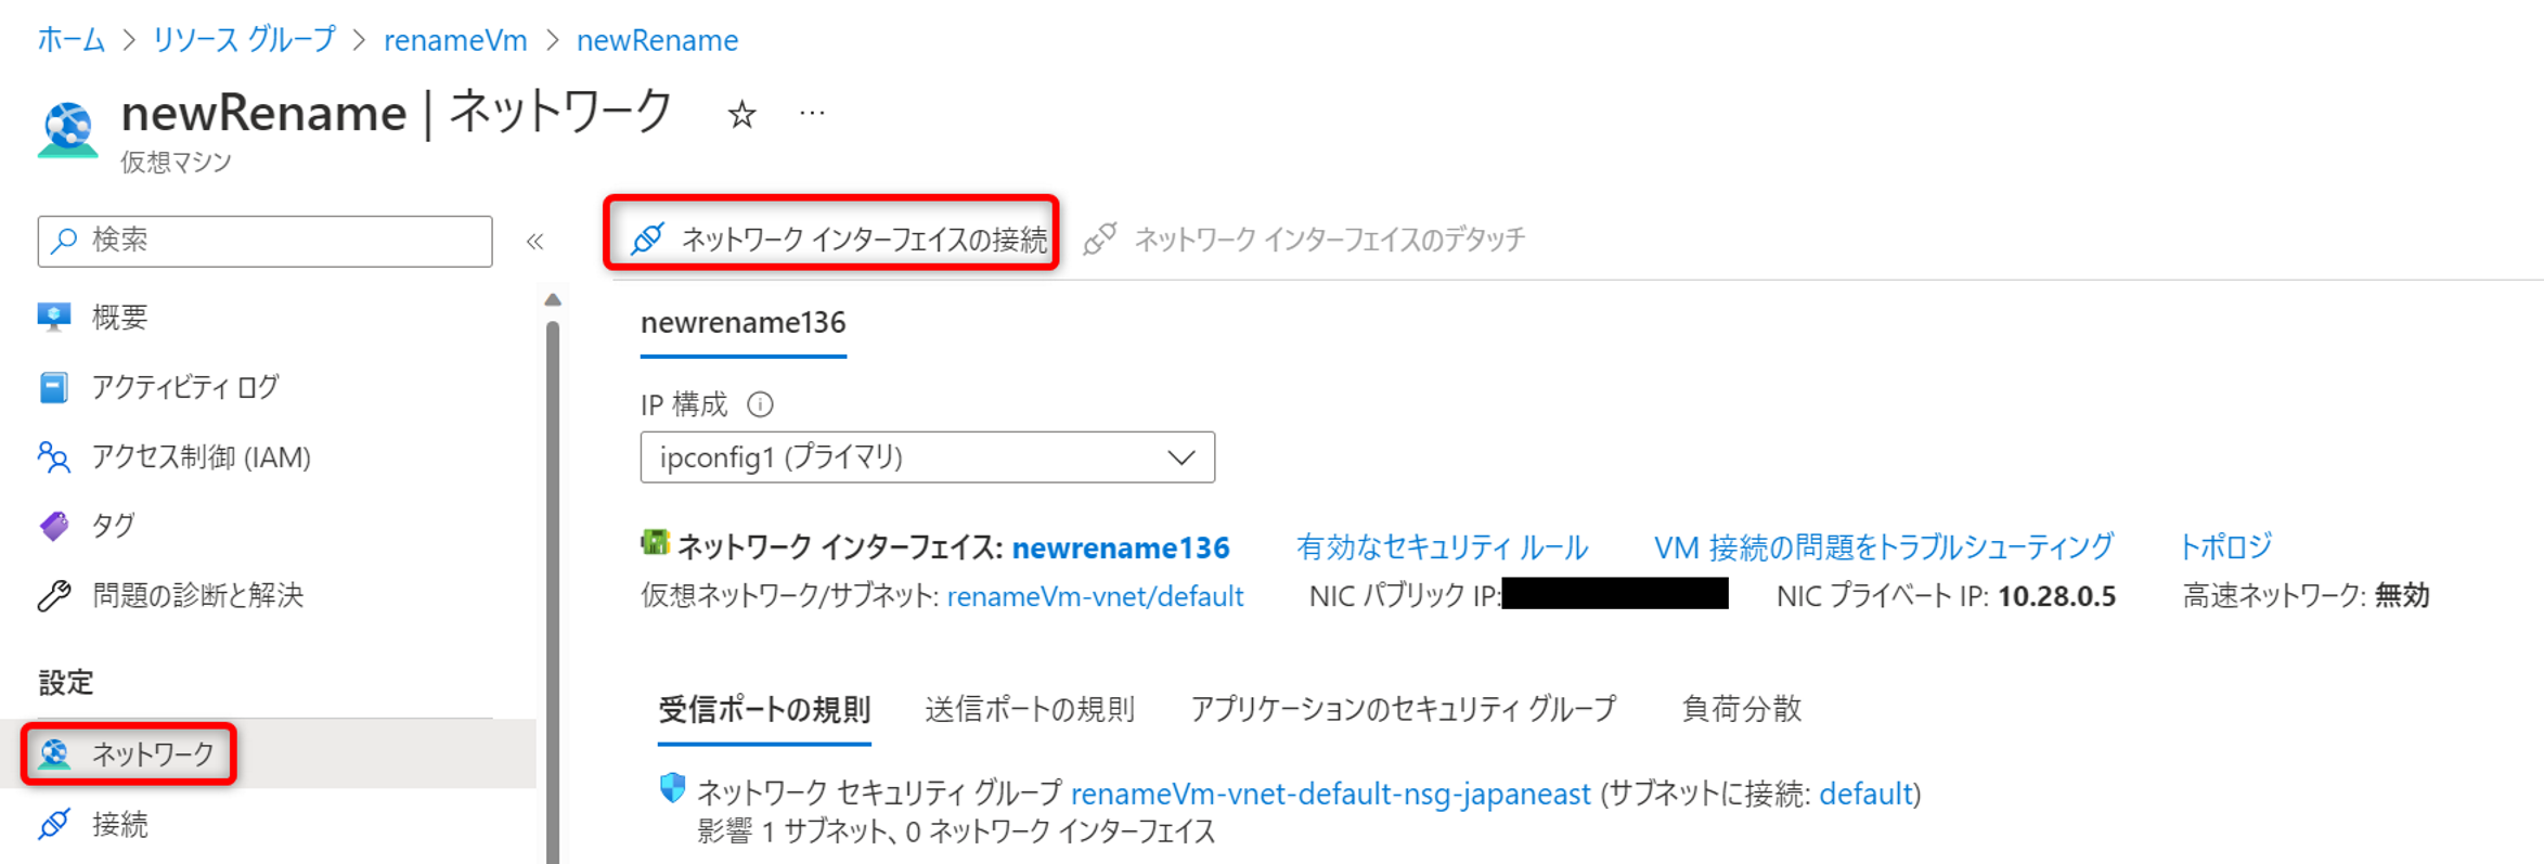 ホーム > リソース グループ > renameVm > newRename
newRename | ネットワーク ☆ …
仮想マシン
検索 «
ネットワーク インターフェイスの接続 ネットワーク インターフェイスのデタッチ
概要
アクティビティ ログ
アクセス制御 (IAM)
タグ
問題の診断と解決
設定
ネットワーク
接続
newrename136
IP 構成
ipconfig1 (プライマリ)
ネットワーク インターフェイス: newrename136 有効なセキュリティ ルール VM 接続の問題をトラブルシューティング トポロジ
仮想ネットワーク/サブネット: renameVm-vnet/default NIC パブリック IP: NIC プライベート IP: 10.28.0.5 高速ネットワーク: 無効
受信ポートの規則 送信ポートの規則 アプリケーションのセキュリティ グループ 負荷分散
ネットワーク セキュリティ グループ renameVm-vnet-default-nsg-japaneast (サブネットに接続: default)
影響 1 サブネット、0 ネットワーク インターフェイス